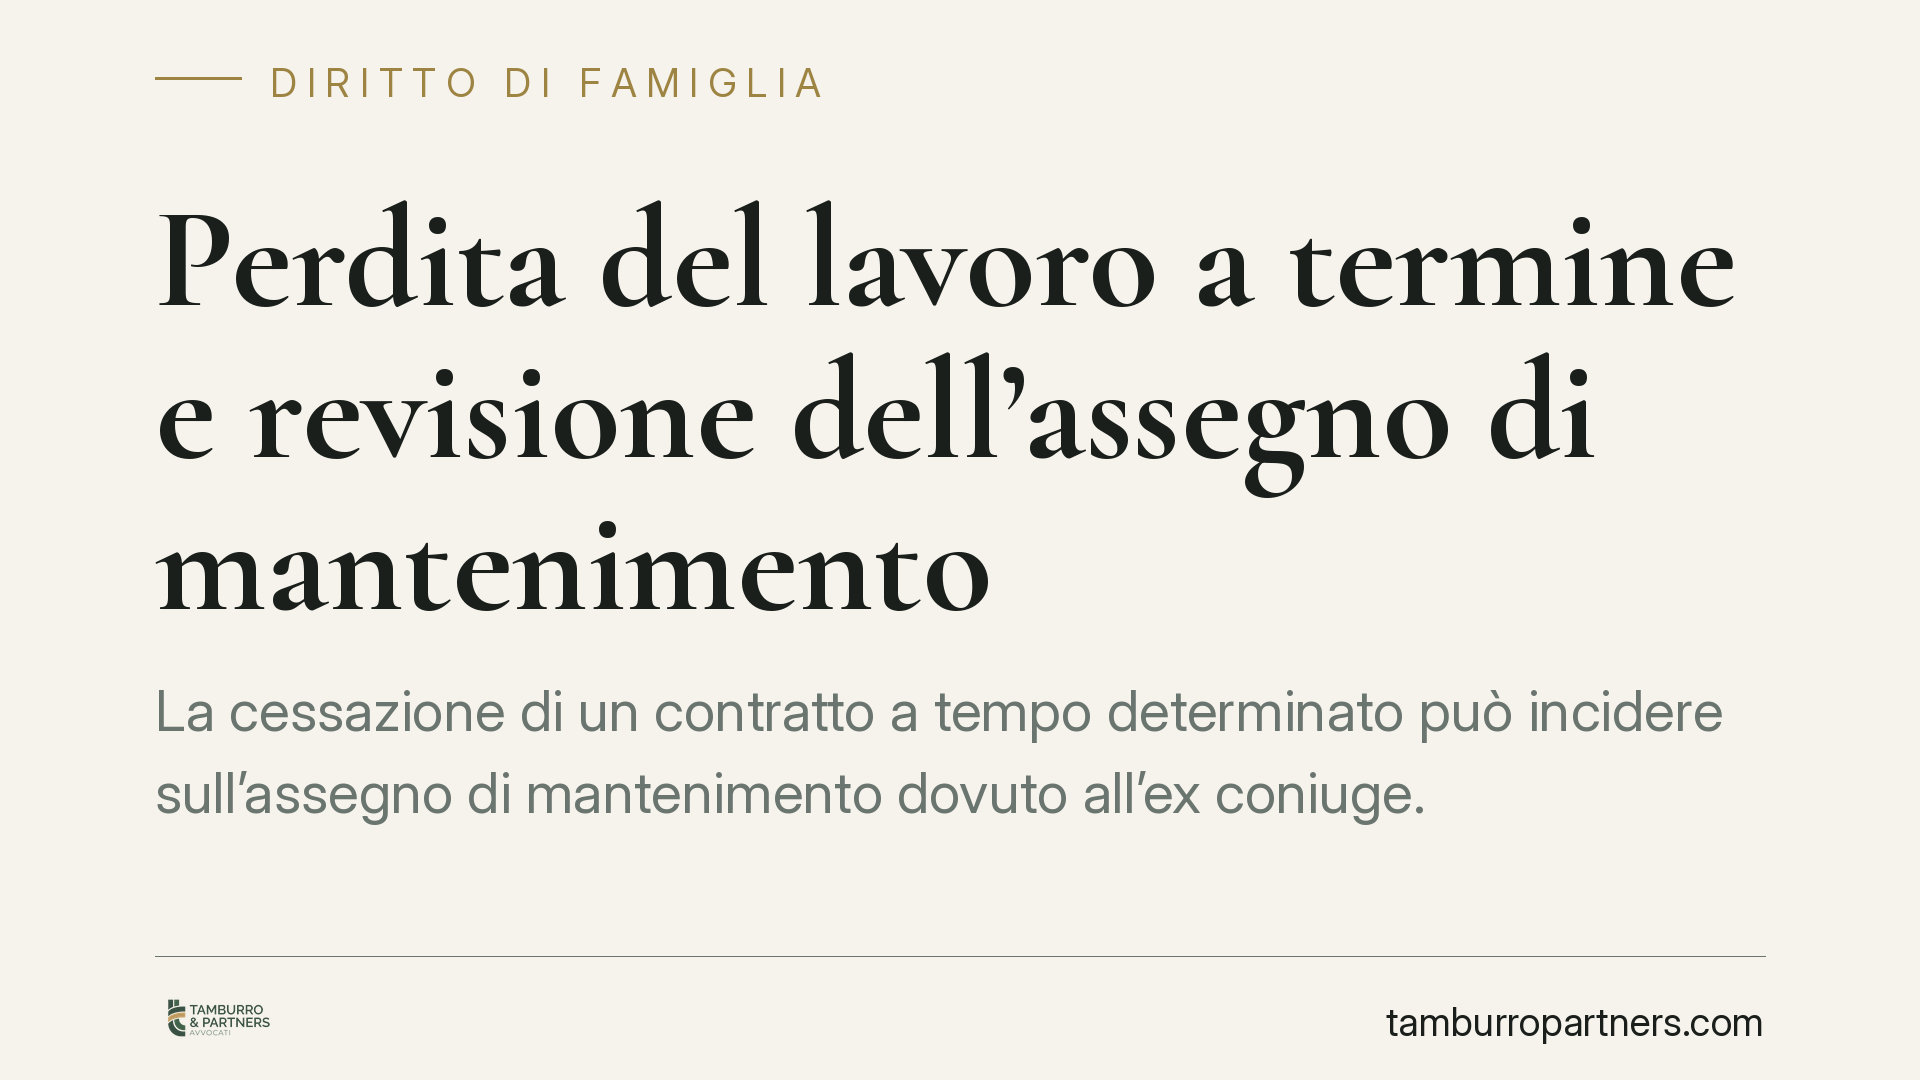 DIRITTO DI FAMIGLIA
Perdita del lavoro a termine
e revisione dell’assegno di
mantenimento
La cessazione di un contratto a tempo determinato può incidere
sull’assegno di mantenimento dovuto all’ex coniuge.
TAMBURRO
& PARTNERS
AVVOCATI
tamburropartners.com